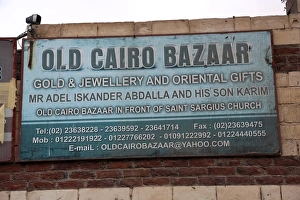 OLD CAIRO BAZAAR
GOLD & JEWELLERY AND ORIENTAL GIFTS
MR ADEL ISKANDER ABDALLA AND HIS SON KARIM
OLD CAIRO BAZAAR IN FRONT OF SAINT SARGIUS CHURCH
Tel:(02) 23638228 - 23639592 - 23641714 Fax : (02) 23639475
Mob : 01222191922 - 01227766202 - 01091222992 - 01224440555
E-maiL : OLDCAIROBAZAAR@YAHOO.COM